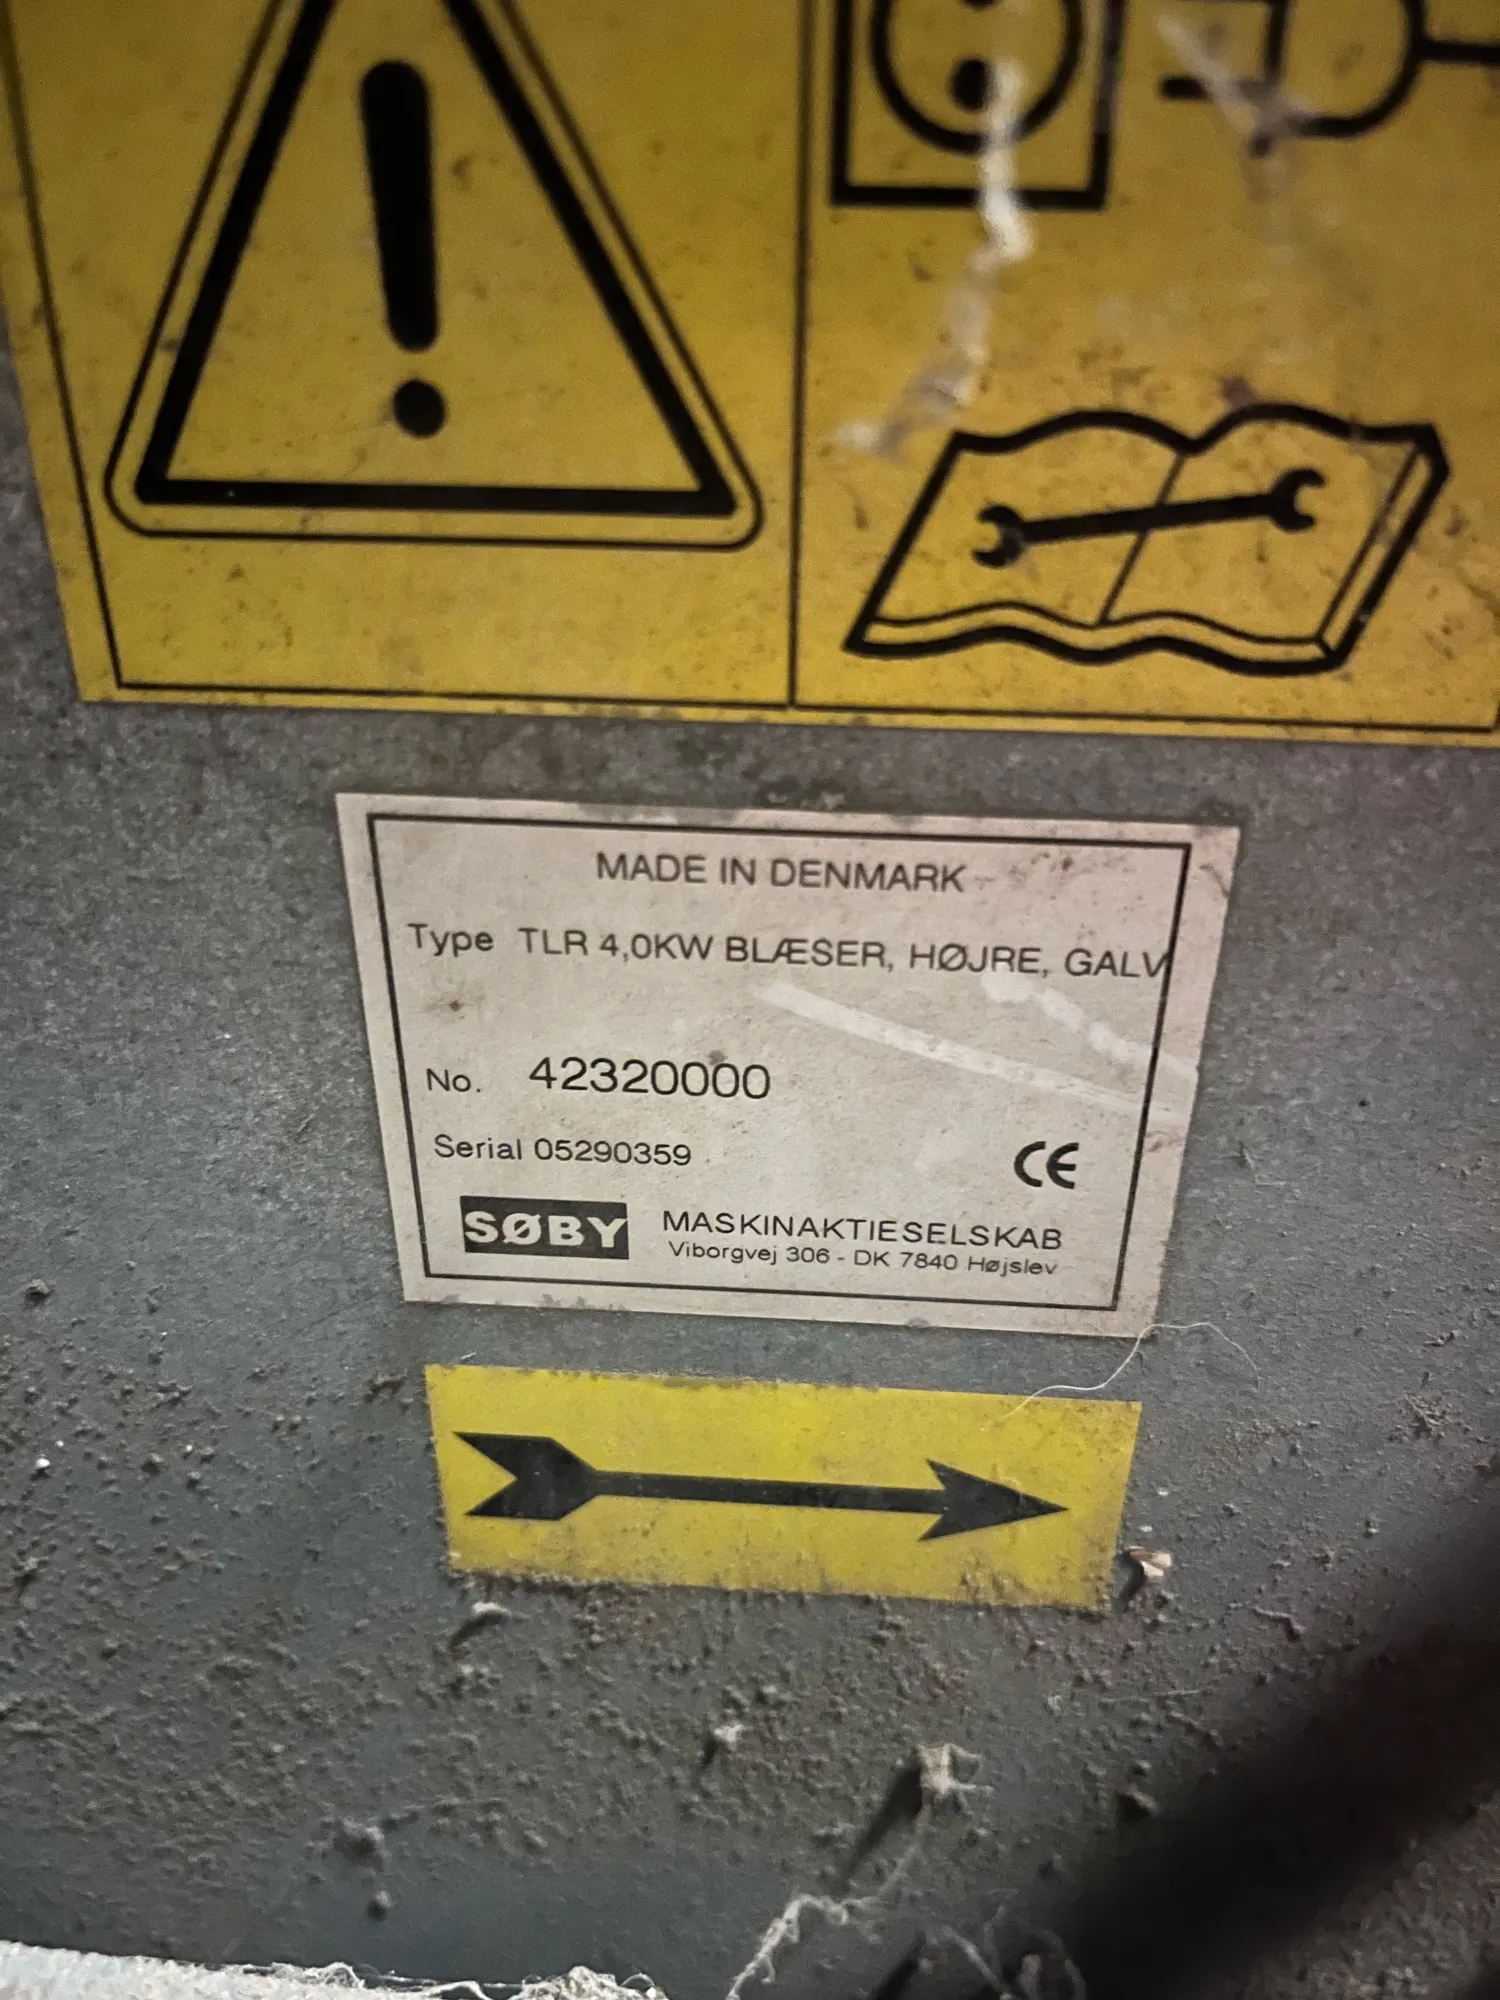 MADE IN DENMARK
Type TLR 4,0KW BLÆSER, HØJRE, GALV
No. 42320000
Serial 05290359
CE
SØBY MASKINAKTIESELSKAB
Viborgvej 306 - DK 7840 Højslev